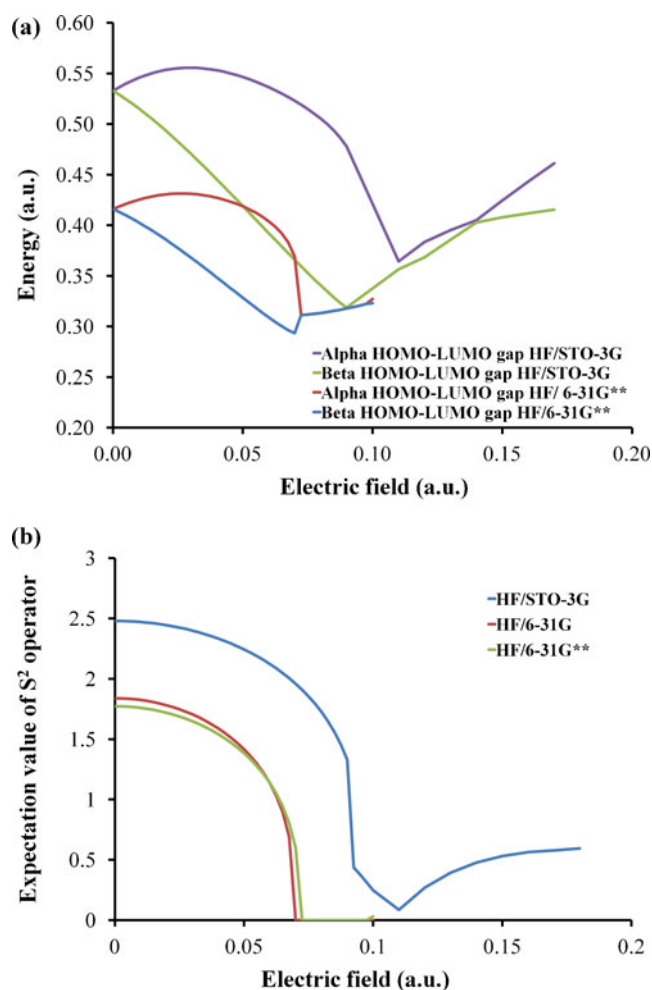 (a)
0.60
0.55
0.50
0.45
0.40
0.35
0.30
0.25
0.20
Energy (a.u.)
Alpha HOMO-LUMO gap HF/STO-3G
Beta HOMO-LUMO gap HF/STO-3G
Alpha HOMO-LUMO gap HF/ 6-31G**
Beta HOMO-LUMO gap HF/6-31G**
0.00 0.05 0.10 0.15 0.20
Electric field (a.u.)
(b)
3
2.5
2
1.5
1
0.5
0
Expectation value of S² operator
HF/STO-3G
HF/6-31G
HF/6-31G**
0 0.05 0.1 0.15 0.2
Electric field (a.u.)